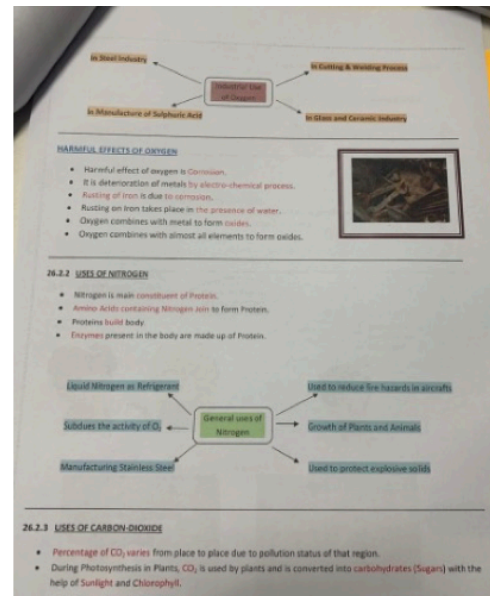 In Steel Industry
In Cutting & Welding Process
Industrial Use
of Oxygen
In Manufacture of Sulphuric Acid
In Glass and Ceramic Industry
HARMFUL EFFECTS OF OXYGEN
• Harmful effect of oxygen is Corrosion.
• It is deterioration of metals by electro-chemical process.
• Rusting of iron is due to corrosion.
• Rusting on Iron takes place in the presence of water.
• Oxygen combines with metal to form oxides.
• Oxygen combines with almost all elements to form oxides.
26.2.2 USES OF NITROGEN
• Nitrogen is main constituent of Protein.
• Amino Acids containing Nitrogen Join to form Protein.
• Proteins build body.
• Enzymes present in the body are made up of Protein.
Liquid Nitrogen as Refrigerant
Used to reduce fire hazards in aircrafts
General uses of
Nitrogen
Subdues the activity of O₂
Growth of Plants and Animals
Manufacturing Stainless Steel
Used to protect explosive solids
26.2.3 USES OF CARBON-DIOXIDE
• Percentage of CO₂ varies from place to place due to pollution status of that region.
• During Photosynthesis in Plants, CO₂ is used by plants and is converted into carbohydrates (Sugars) with the
help of Sunlight and Chlorophyll.